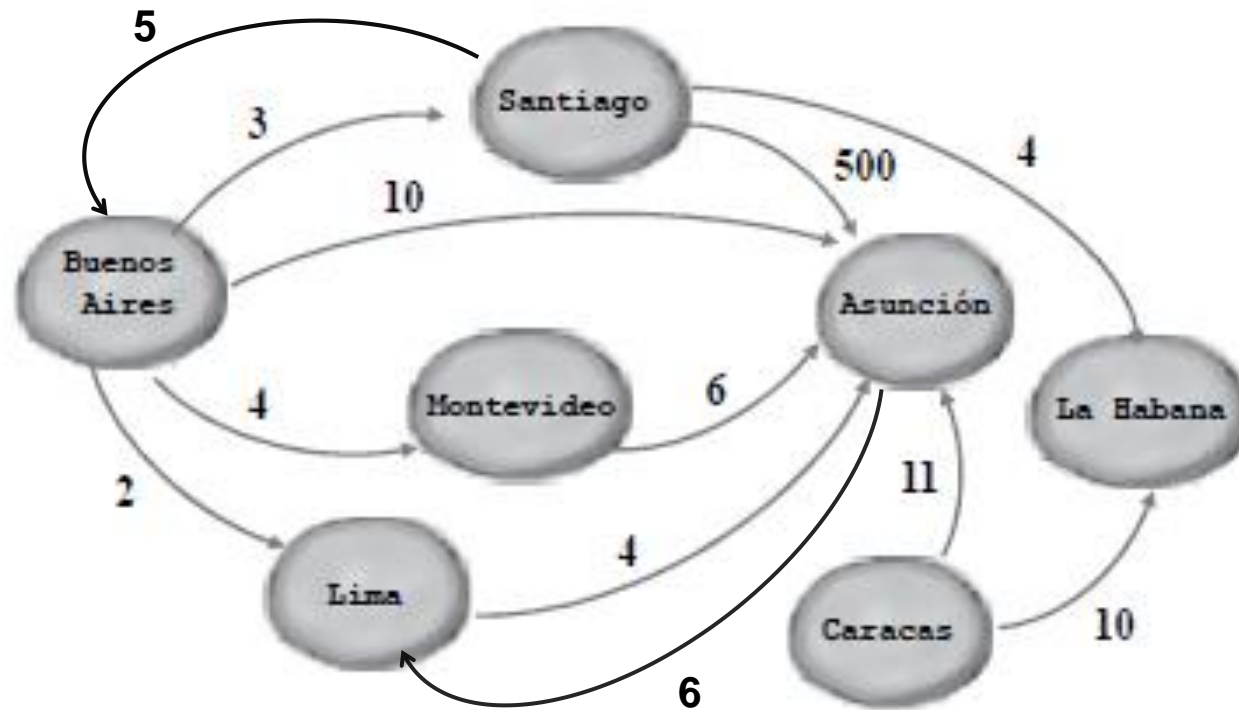 5
Santiago
3
4
500
10
Buenos
Aires
Asunción
4
Montevideo
6
La Habana
2
11
4
Lima
Caracas
10
6